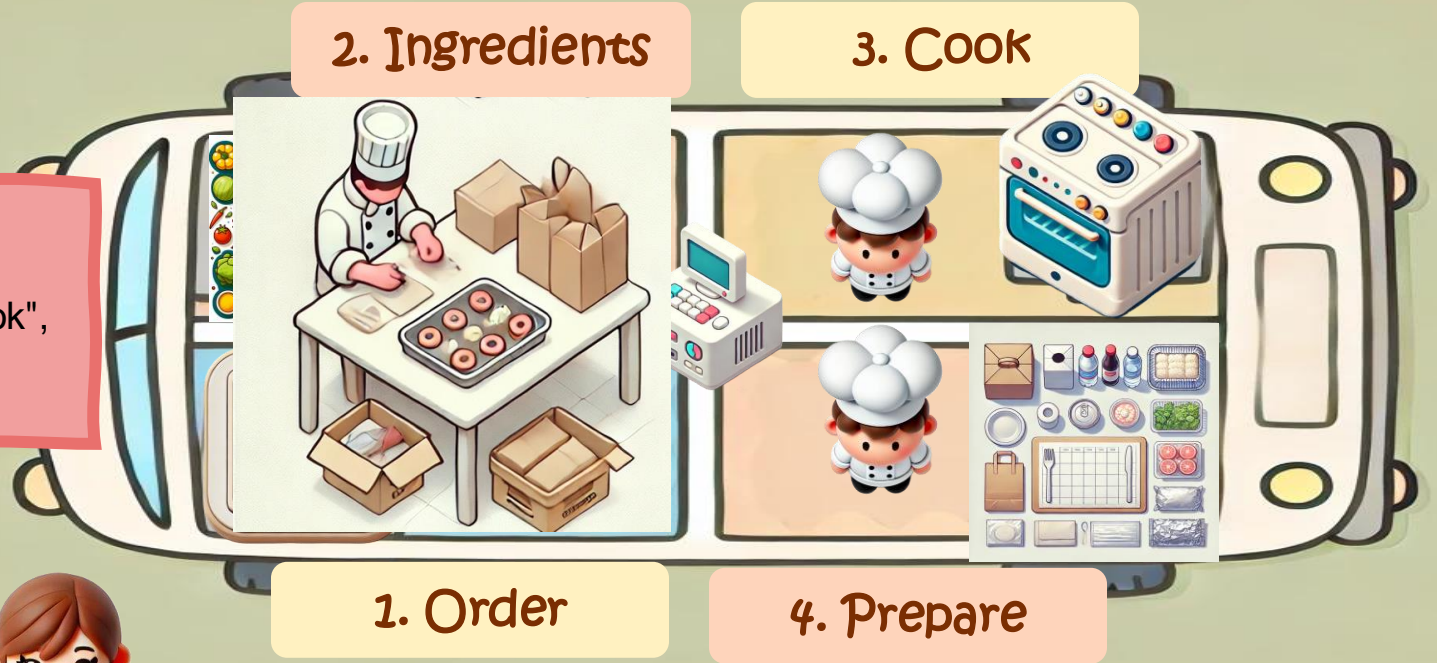 2. Ingredients
3. Cook
ok",
1. Order
4. Prepare